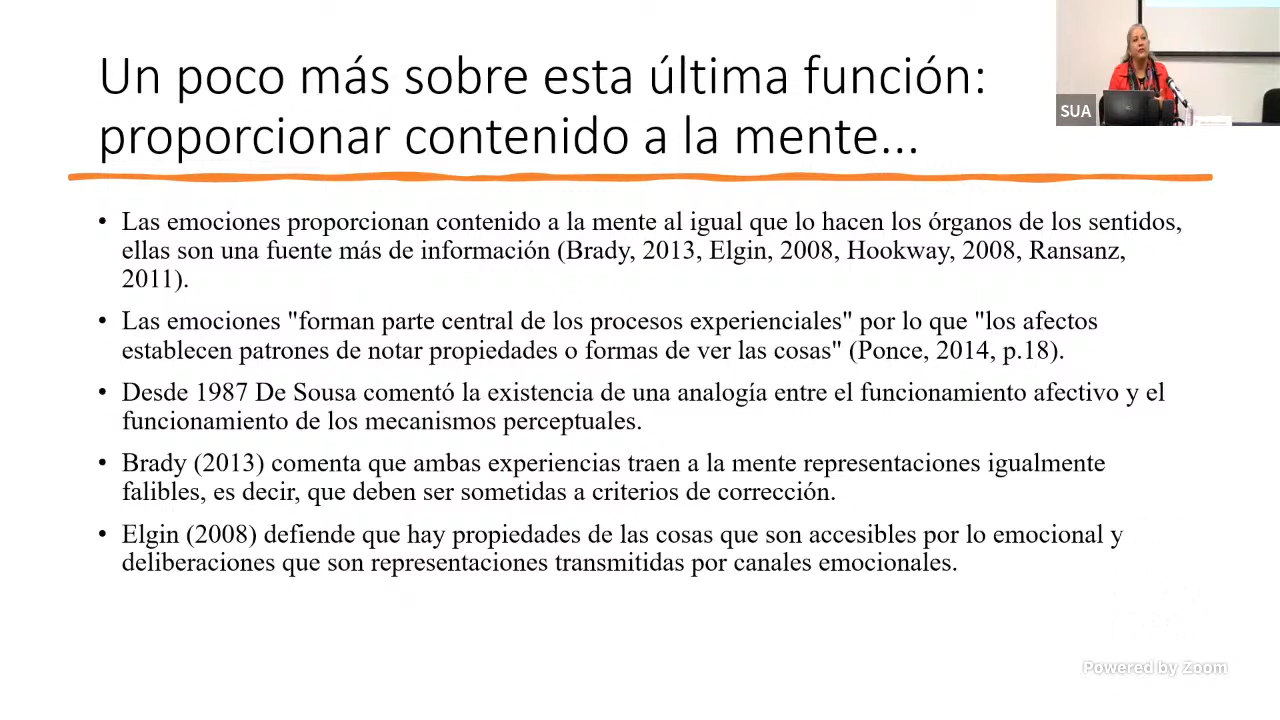 Un poco más sobre esta última función:
proporcionar contenido a la mente...
SUA
• Las emociones proporcionan contenido a la mente al igual que lo hacen los órganos de los sentidos,
ellas son una fuente más de información (Brady, 2013, Elgin, 2008, Hookway, 2008, Ransanz,
2011).
• Las emociones "forman parte central de los procesos experienciales" por lo que "los afectos
establecen patrones de notar propiedades o formas de ver las cosas" (Ponce, 2014, p.18).
• Desde 1987 De Sousa comentó la existencia de una analogía entre el funcionamiento afectivo y el
funcionamiento de los mecanismos perceptuales.
• Brady (2013) comenta que ambas experiencias traen a la mente representaciones igualmente
falibles, es decir, que deben ser sometidas a criterios de corrección.
• Elgin (2008) defiende que hay propiedades de las cosas que son accesibles por lo emocional y
deliberaciones que son representaciones transmitidas por canales emocionales.
Powered by Zoom